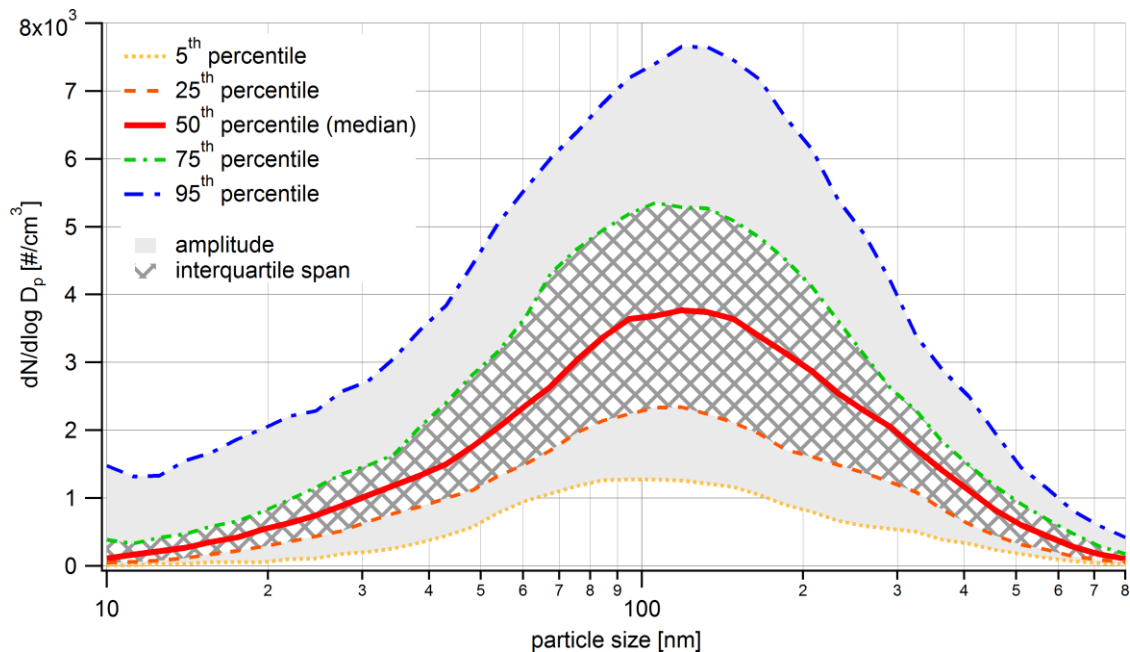 8x10³
7
6
5
4
3
2
1
0
dN/dlog Dₚ [#/cm³]
5ᵗʰ percentile
25ᵗʰ percentile
50ᵗʰ percentile (median)
75ᵗʰ percentile
95ᵗʰ percentile
amplitude
interquartile span
10 2 3 4 5 6 7 8 9 100 2 3 4 5 6 7 8
particle size [nm]